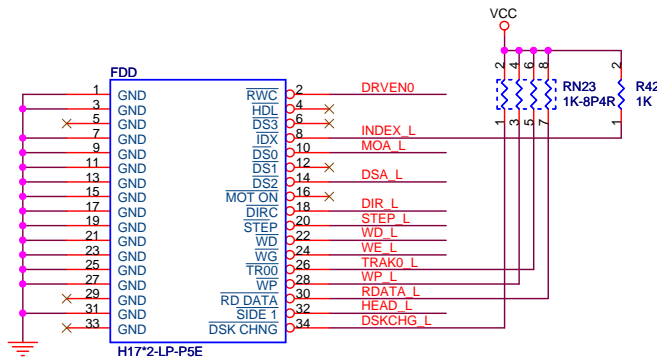 VCC
FDD
2 4 6 8 2
RN23 R42
1K-8P4R 1K
1 3 5 7 1
1 GND RWC 2 DRVEN0
3 GND HDL 4
5 GND DS3 6
7 GND IDX 8 INDEX_L
9 GND DS0 10 MOA_L
11 GND DS1 12
13 GND DS2 14 DSA_L
15 GND MOT ON 16
17 GND DIRC 18 DIR_L
19 GND STEP 20 STEP_L
21 GND WD 22 WD_L
23 GND WG 24 WE_L
25 GND TR00 26 TRAK0_L
27 GND WP 28 WP_L
29 GND RD DATA 30 RDATA_L
31 GND SIDE 1 32 HEAD_L
33 GND DSK CHNG 34 DSKCHG_L
H17*2-LP-P5E